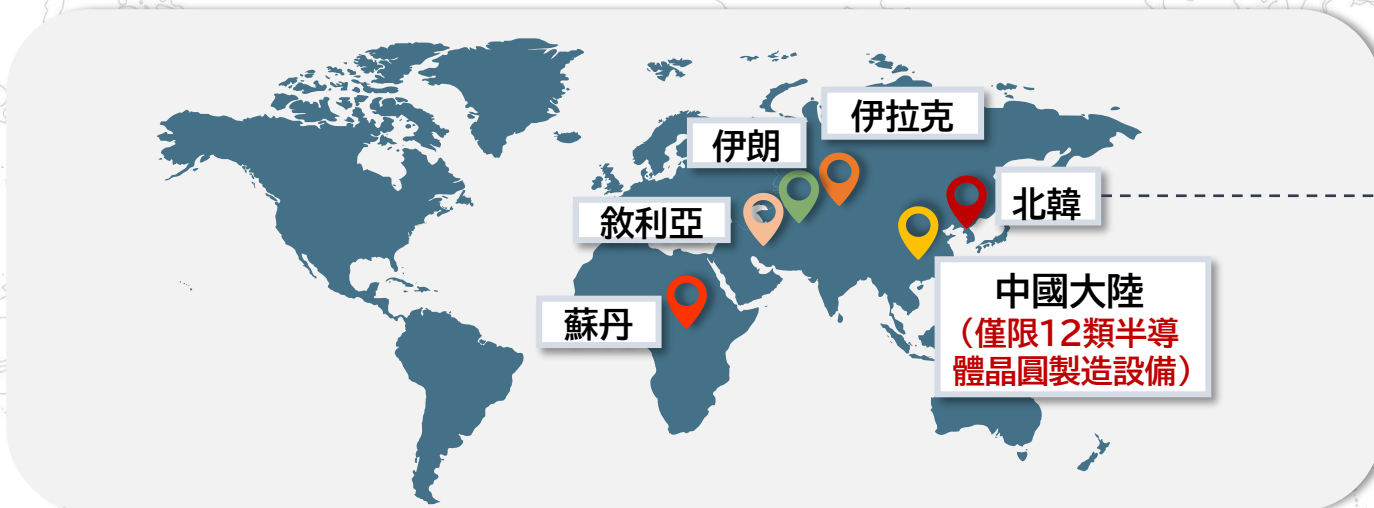 伊拉克
伊朗
北韓
敘利亞
中國大陸
（僅限12類半導
體晶圓製造設備）
蘇丹